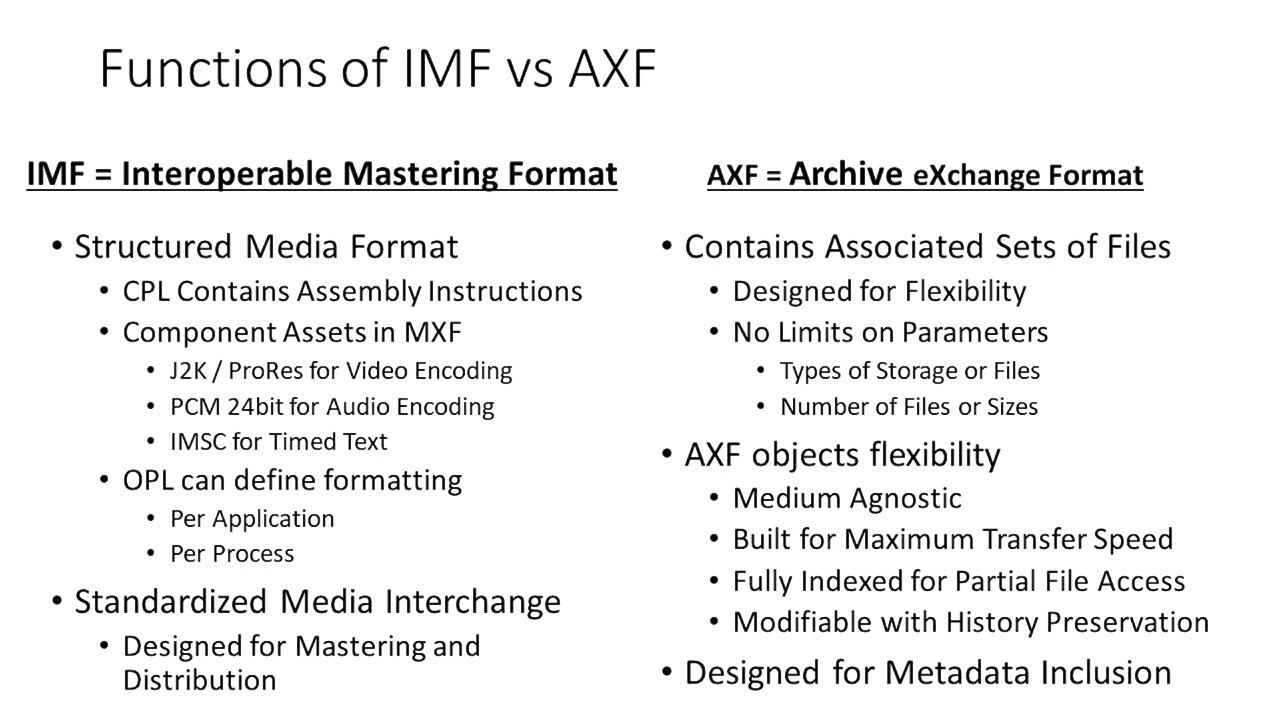 Functions of IMF vs AXF
IMF = Interoperable Mastering Format
• Structured Media Format
• CPL Contains Assembly Instructions
• Component Assets in MXF
• J2K / ProRes for Video Encoding
• PCM 24bit for Audio Encoding
• IMSC for Timed Text
• OPL can define formatting
• Per Application
• Per Process
• Standardized Media Interchange
• Designed for Mastering and
Distribution
AXF = Archive eXchange Format
• Contains Associated Sets of Files
• Designed for Flexibility
• No Limits on Parameters
• Types of Storage or Files
• Number of Files or Sizes
• AXF objects flexibility
• Medium Agnostic
• Built for Maximum Transfer Speed
• Fully Indexed for Partial File Access
• Modifiable with History Preservation
• Designed for Metadata Inclusion